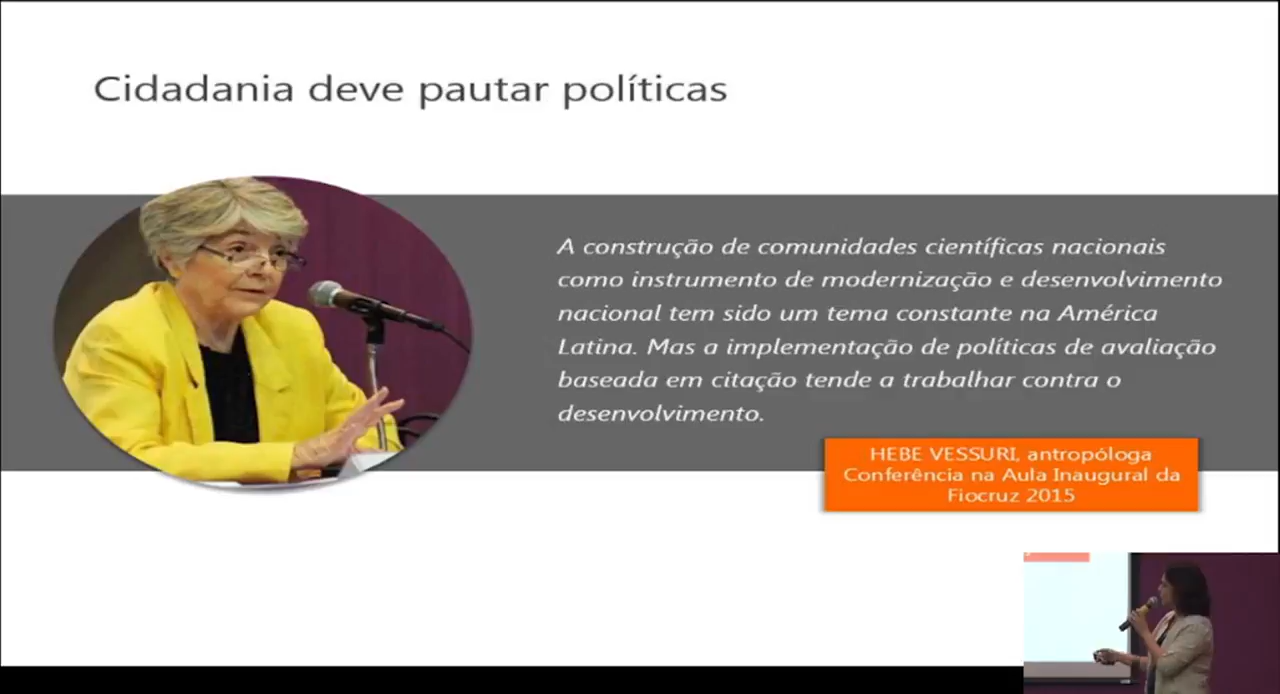 Cidadania deve pautar políticas
A construção de comunidades científicas nacionais
como instrumento de modernização e desenvolvimento
nacional tem sido um tema constante na América
Latina. Mas a implementação de políticas de avaliação
baseada em citação tende a trabalhar contra o
desenvolvimento.
HEBE VESSURI, antropóloga
Conferência na Aula Inaugural da
Fiocruz 2015